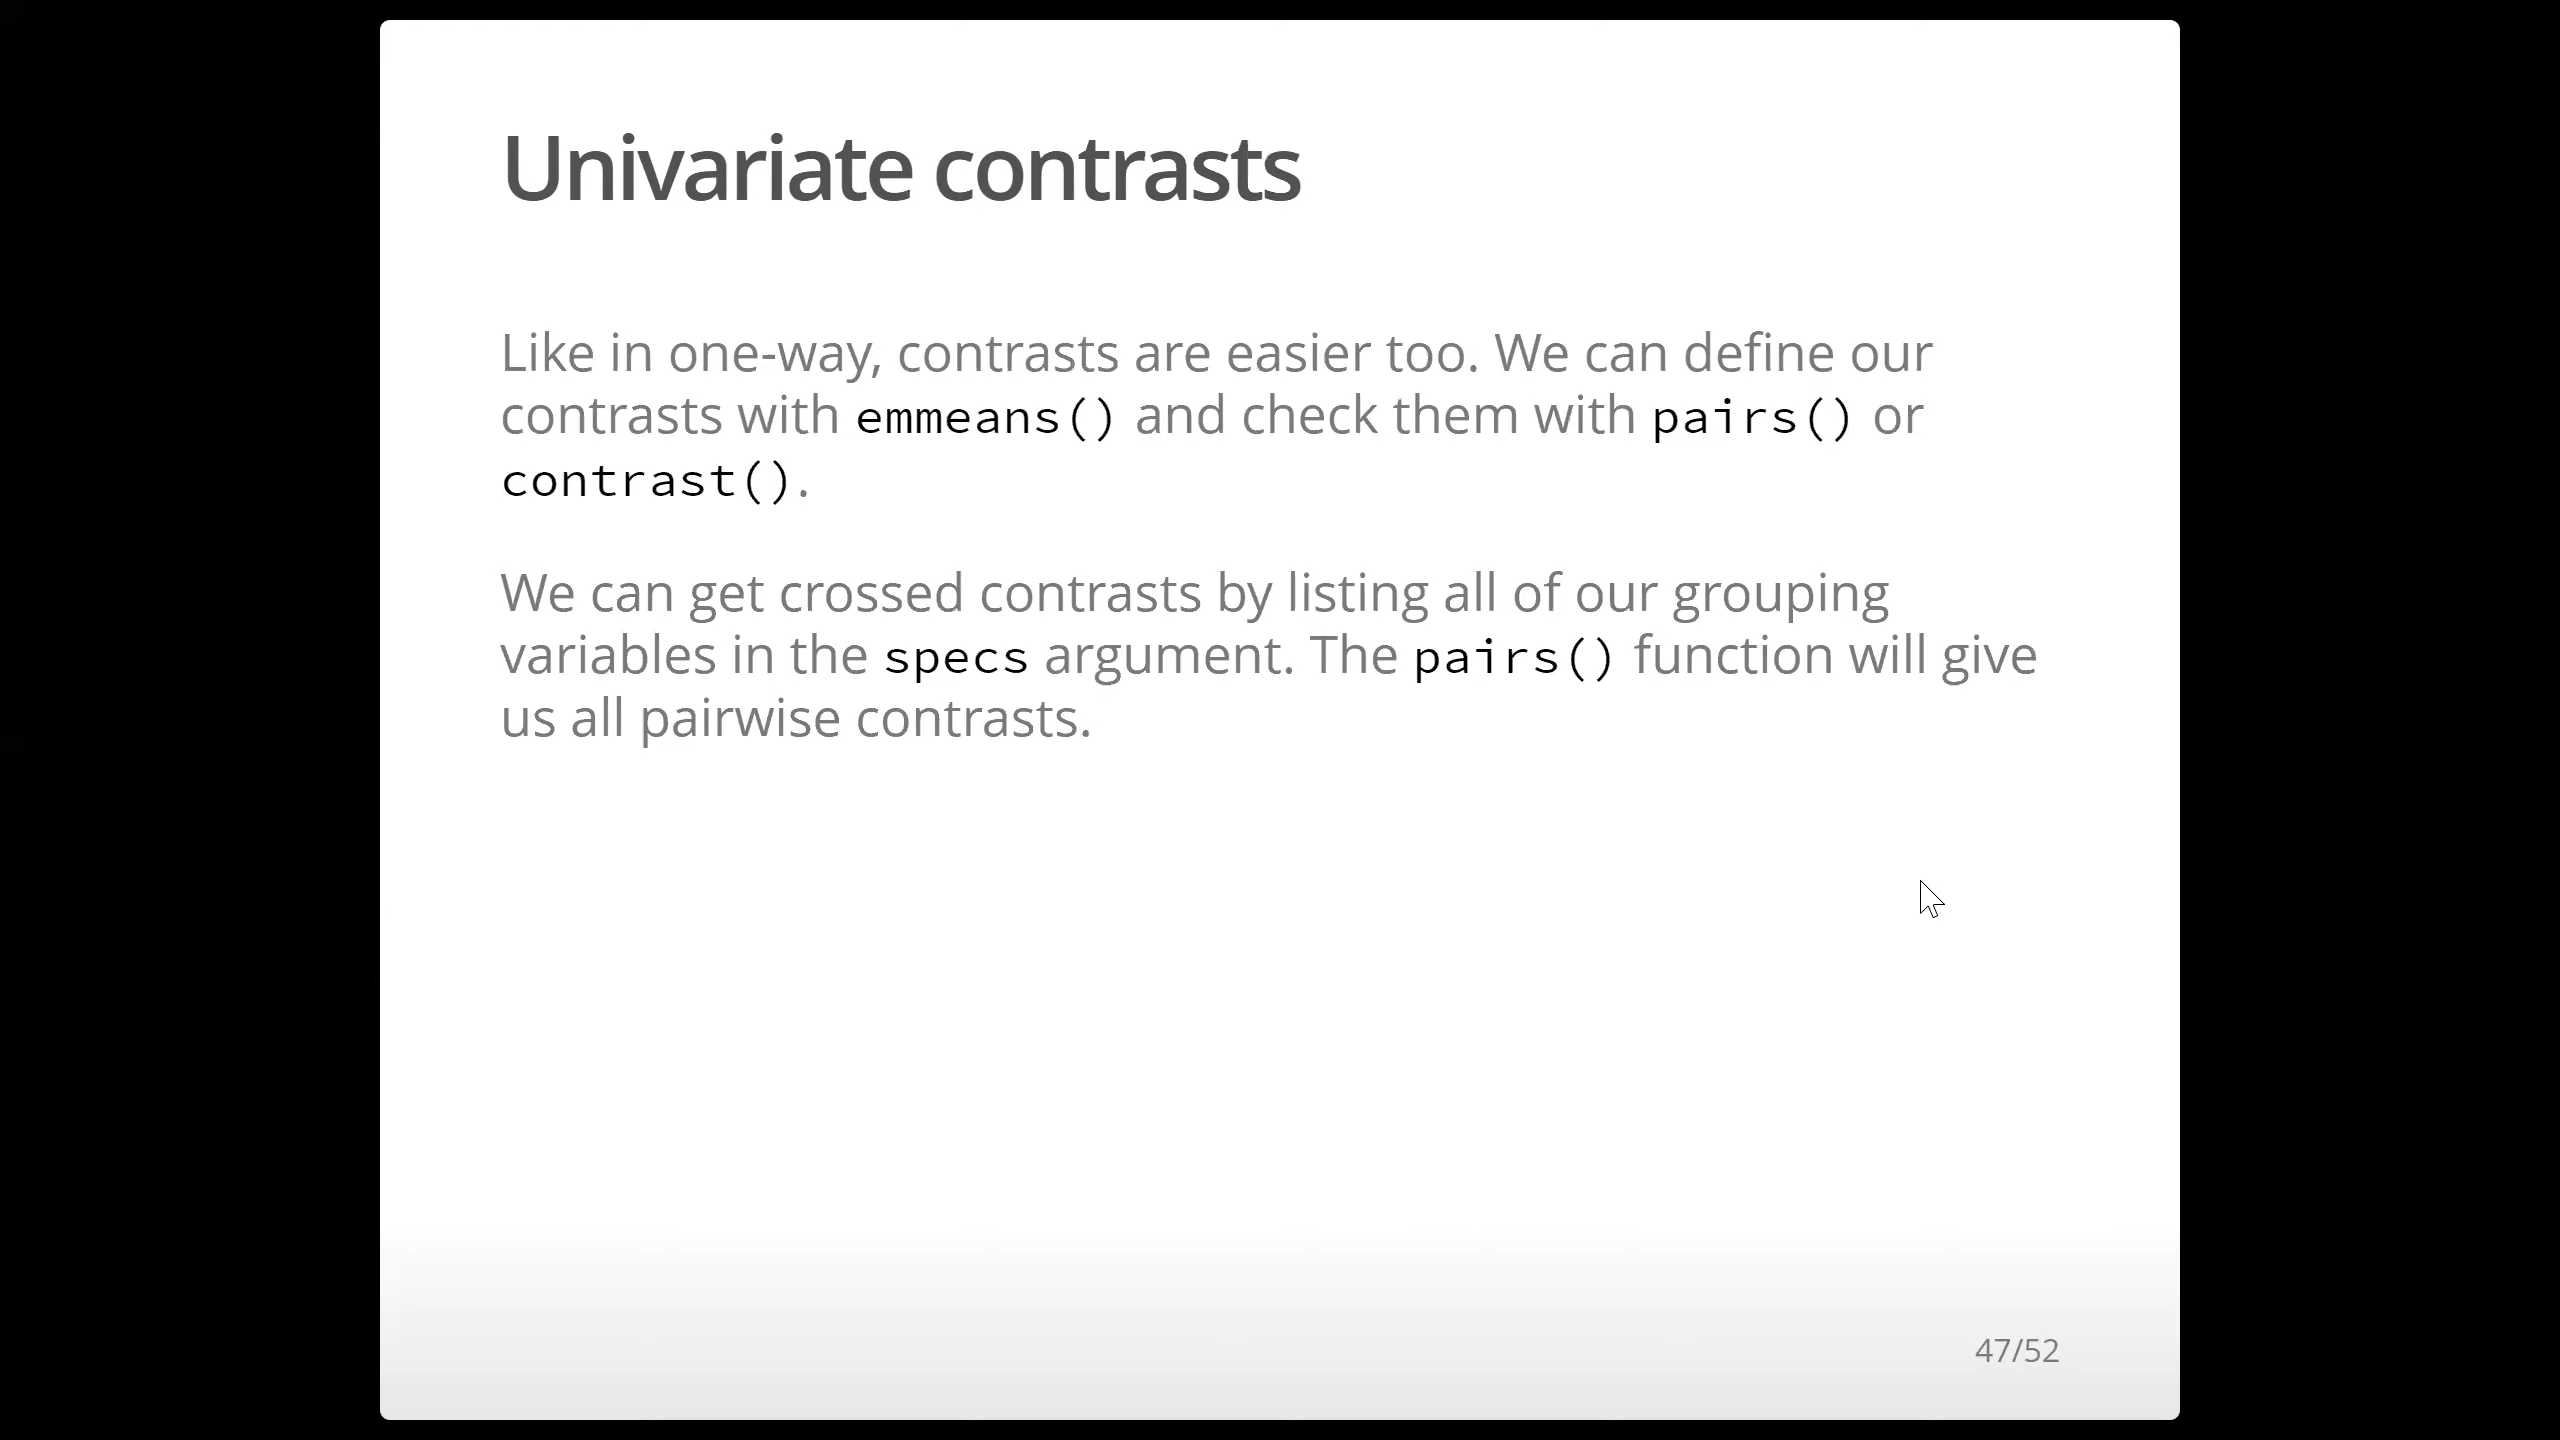 Univariate contrasts
Like in one-way, contrasts are easier too. We can define our
contrasts with emmeans() and check them with pairs() or
contrast().
We can get crossed contrasts by listing all of our grouping
variables in the specs argument. The pairs() function will give
us all pairwise contrasts.
47/52